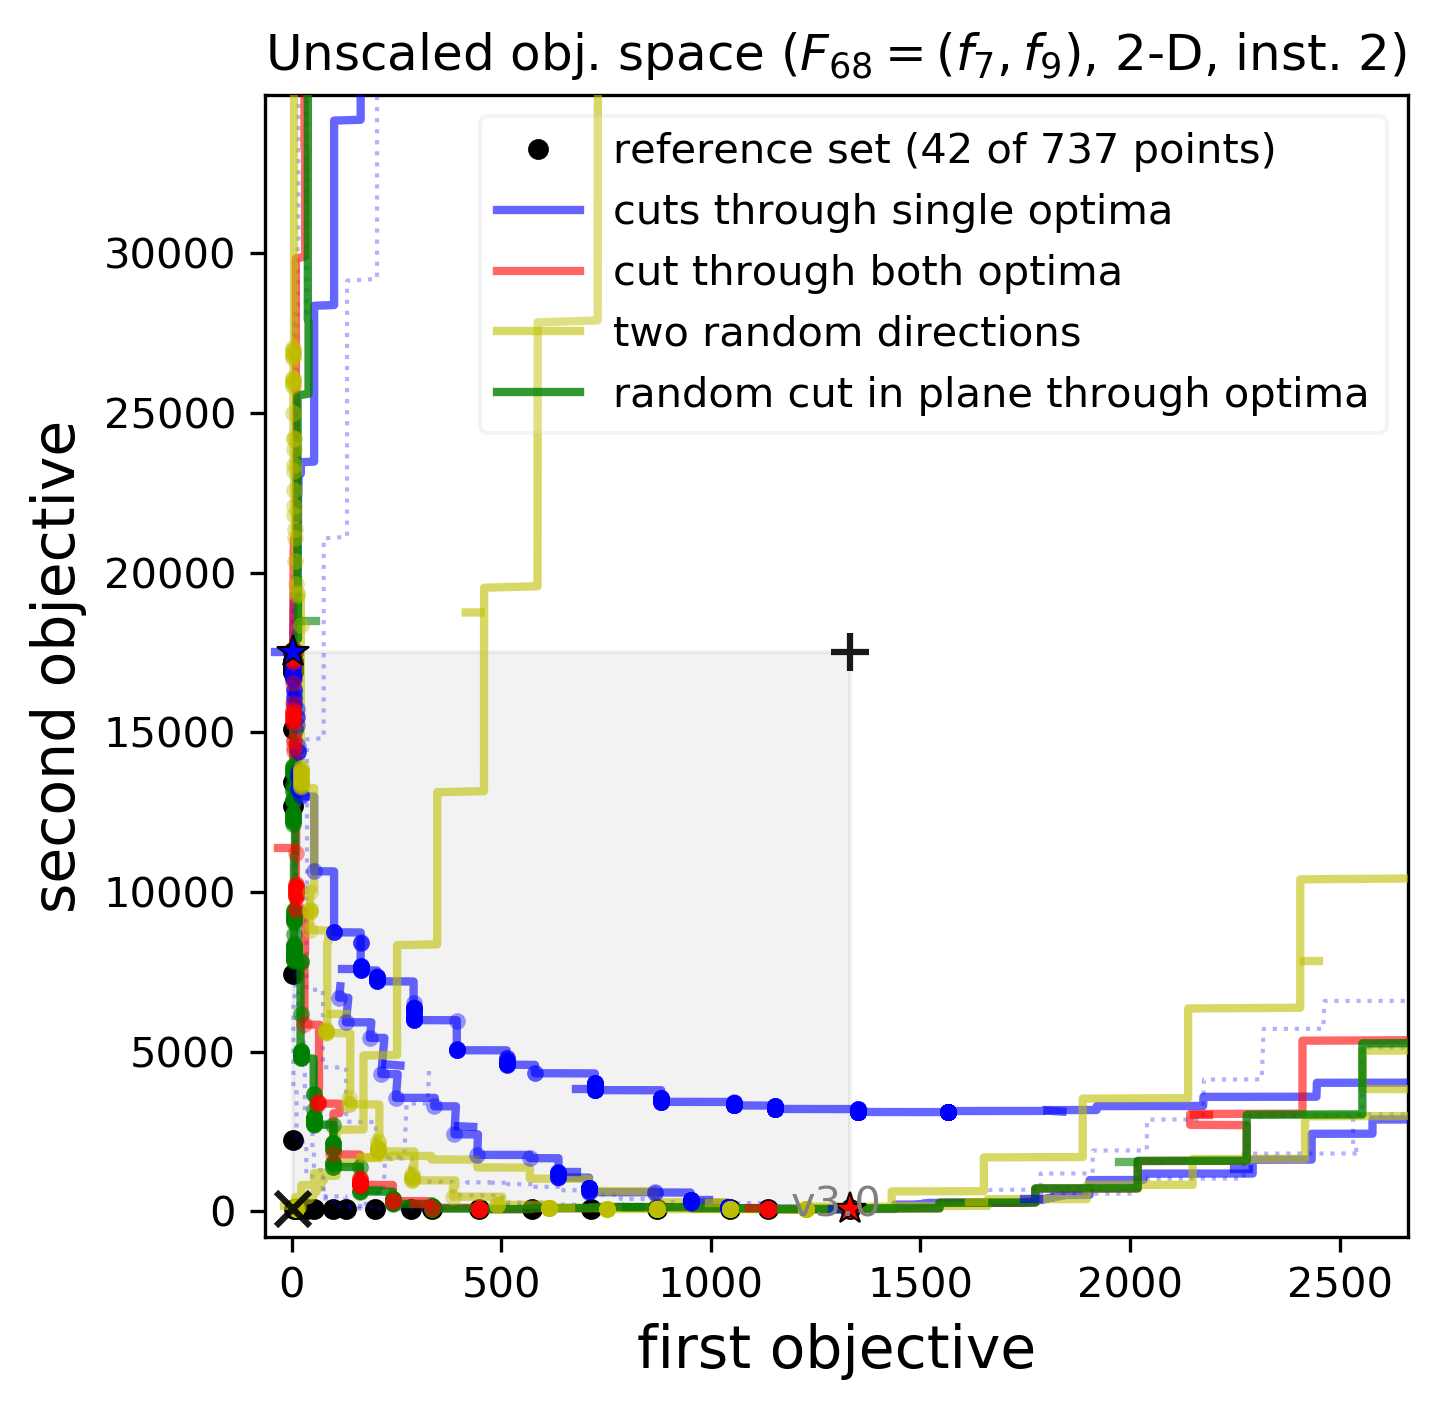 Unscaled obj. space (F₆₈ = (f₇, f₉), 2-D, inst. 2)
reference set (42 of 737 points)
cuts through single optima
cut through both optima
two random directions
random cut in plane through optima
30000
25000
20000
15000
10000
5000
0
second objective
v3.0
0 500 1000 1500 2000 2500
first objective